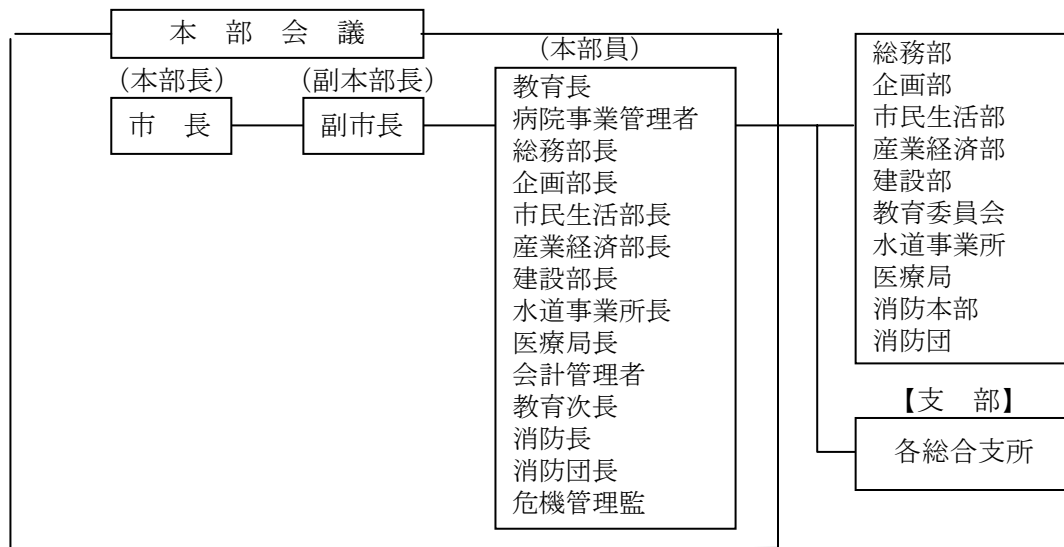 本 部 会 議
(本部長)
市 長
(副本部長)
副市長
(本部員)
教育長
病院事業管理者
総務部長
企画部長
市民生活部長
産業経済部長
建設部長
水道事業所長
医療局長
会計管理者
教育次長
消防長
消防団長
危機管理監
総務部
企画部
市民生活部
産業経済部
建設部
教育委員会
水道事業所
医療局
消防本部
消防団
【支 部】
各総合支所